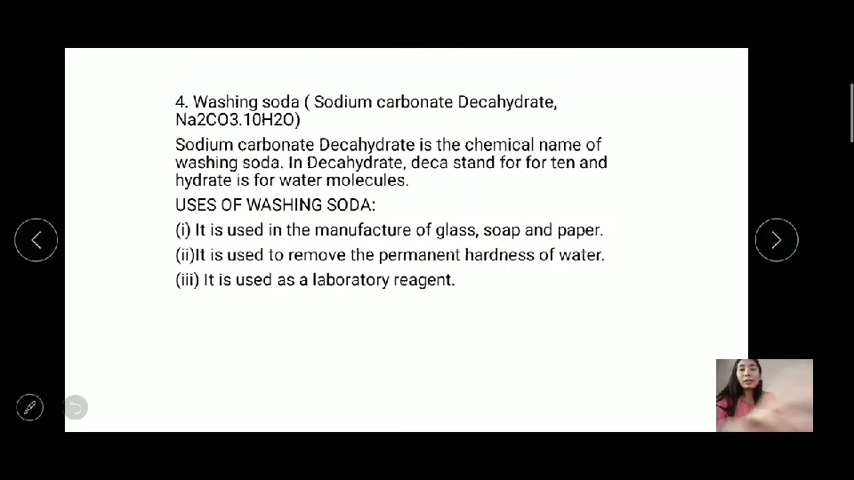 4. Washing soda ( Sodium carbonate Decahydrate,
Na2CO3.10H2O)
Sodium carbonate Decahydrate is the chemical name of
washing soda. In Decahydrate, deca stand for for ten and
hydrate is for water molecules.
USES OF WASHING SODA:
(i) It is used in the manufacture of glass, soap and paper.
(ii)It is used to remove the permanent hardness of water.
(iii) It is used as a laboratory reagent.